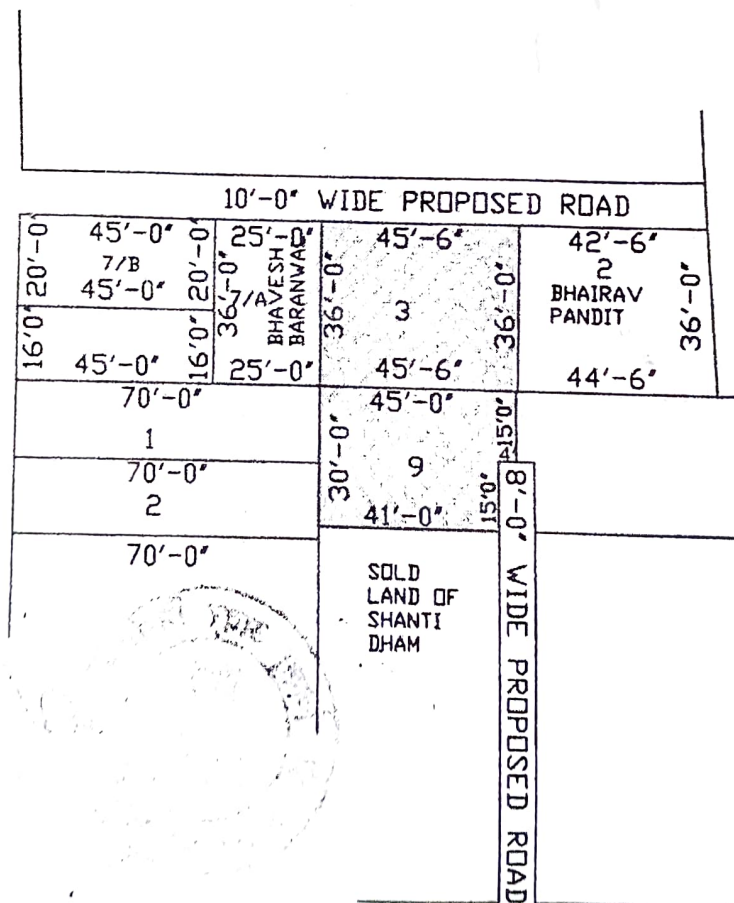 10'-0" WIDE PROPOSED ROAD
20'-0
45'-0"
7/B
45'-0"
20'-0"
16'0"
45'-0"
16'0"
25'-0"
36'-0"
7/A
BHAVESH
BARANWAL
25'-0"
45'-6"
36'-0"
3
36'-0"
45'-6"
42'-6"
2
BHAIRAV
PANDIT
36'-0"
44'-6"
70'-0"
1
70'-0"
2
70'-0"
45'-0"
30'-0"
9
15'0"
4'
15'0"
41'-0"
SOLD
LAND OF
SHANTI
DHAM
8'-0" WIDE PROPOSED ROAD